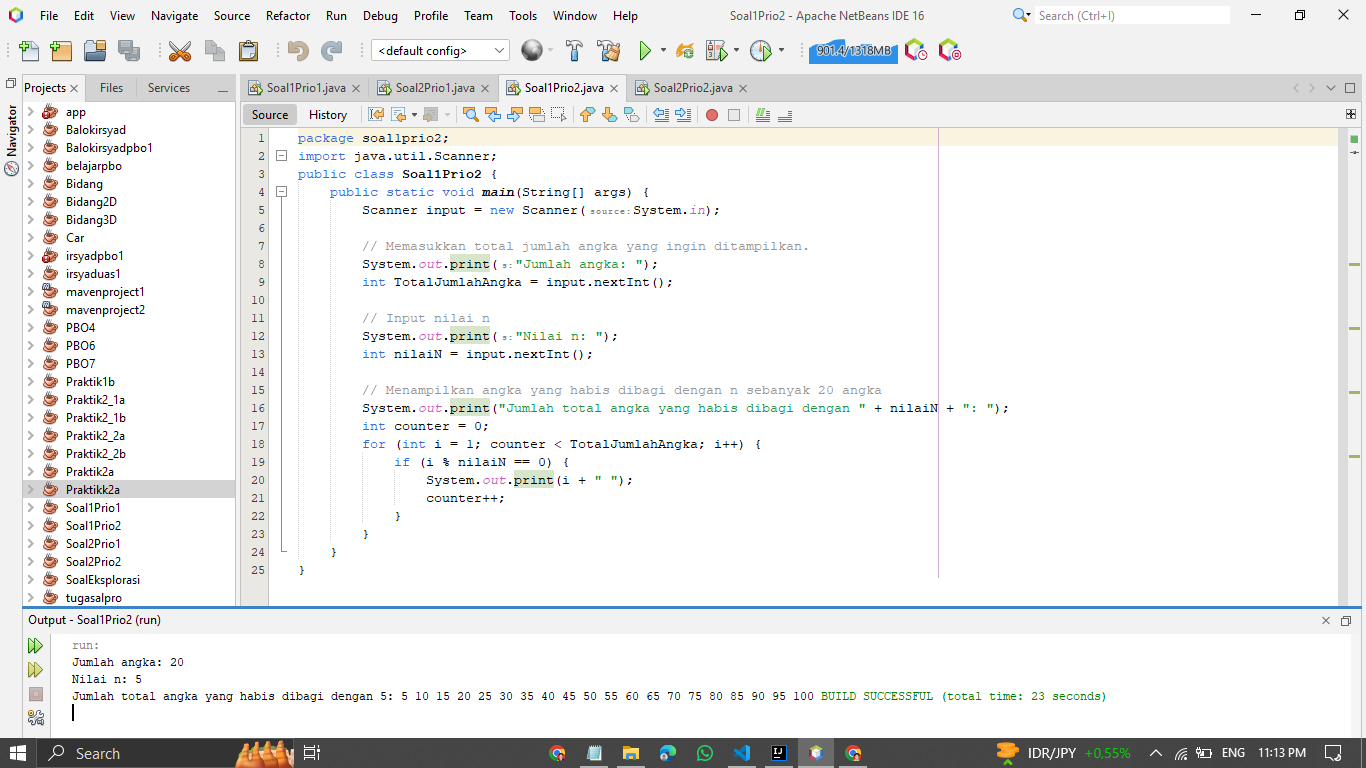 File Edit View Navigate Source Refactor Run Debug Profile Team Tools Window Help Soal1Prio2 - Apache NetBeans IDE 16 Search (Ctrl+I)
<default config> 901.4/1318MB
Projects Files Services Soal1Prio1.java Soal2Prio1.java Soal1Prio2.java Soal2Prio2.java
Source History
Navigator
app
Balokirsyad
Balokirsyadpbo1
belajarpbo
Bidang
Bidang2D
Bidang3D
Car
irsyadpbo1
irsyaduas1
mavenproject1
mavenproject2
PBO4
PBO6
PBO7
Praktik1b
Praktik2_1a
Praktik2_1b
Praktik2_2a
Praktik2_2b
Praktik2a
Praktikk2a
Soal1Prio1
Soal1Prio2
Soal2Prio1
Soal2Prio2
SoalEksplorasi
tugasalpro
1 package soal1prio2;
2 import java.util.Scanner;
3 public class Soal1Prio2 {
4 public static void main(String[] args) {
5 Scanner input = new Scanner(source:System.in);
6
7 // Memasukkan total jumlah angka yang ingin ditampilkan.
8 System.out.print(s:"Jumlah angka: ");
9 int TotalJumlahAngka = input.nextInt();
10
11 // Input nilai n
12 System.out.print(s:"Nilai n: ");
13 int nilaiN = input.nextInt();
14
15 // Menampilkan angka yang habis dibagi dengan n sebanyak 20 angka
16 System.out.print("Jumlah total angka yang habis dibagi dengan " + nilaiN + ": ");
17 int counter = 0;
18 for (int i = 1; counter < TotalJumlahAngka; i++) {
19 if (i % nilaiN == 0) {
20 System.out.print(i + " ");
21 counter++;
22 }
23 }
24 }
25 }
Output - Soal1Prio2 (run)
run:
Jumlah angka: 20
Nilai n: 5
Jumlah total angka yang habis dibagi dengan 5: 5 10 15 20 25 30 35 40 45 50 55 60 65 70 75 80 85 90 95 100 BUILD SUCCESSFUL (total time: 23 seconds)
Search IDR/JPY +0,55% ENG 11:13 PM